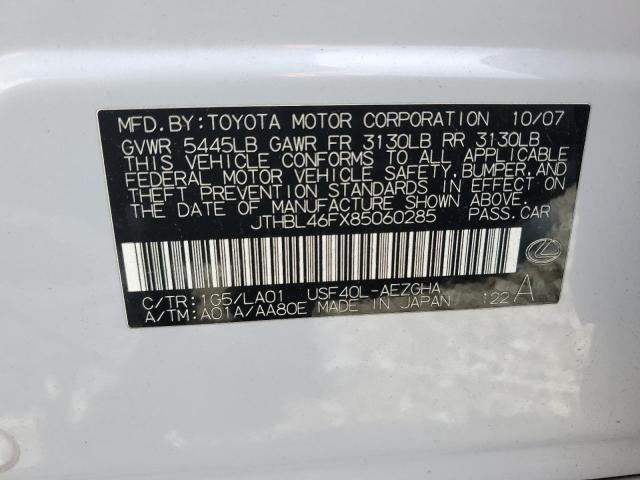 MFD.BY:TOYOTA MOTOR CORPORATION 10/07
GVWR 5445LB GAWR FR 3130LB RR 3130LB
THIS VEHICLE CONFORMS TO ALL APPLICABLE
FEDERAL MOTOR VEHICLE SAFETY,BUMPER,AND
THEFT PREVENTION STANDARDS IN EFFECT ON
THE DATE OF MANUFACTURE SHOWN ABOVE.
JTHBL46FX85060285 PASS.CAR
C/TR:1G5/LA01 USF40L-AEZGHA
A/TM:A01A/AA80E MADE IN JAPAN 122 A